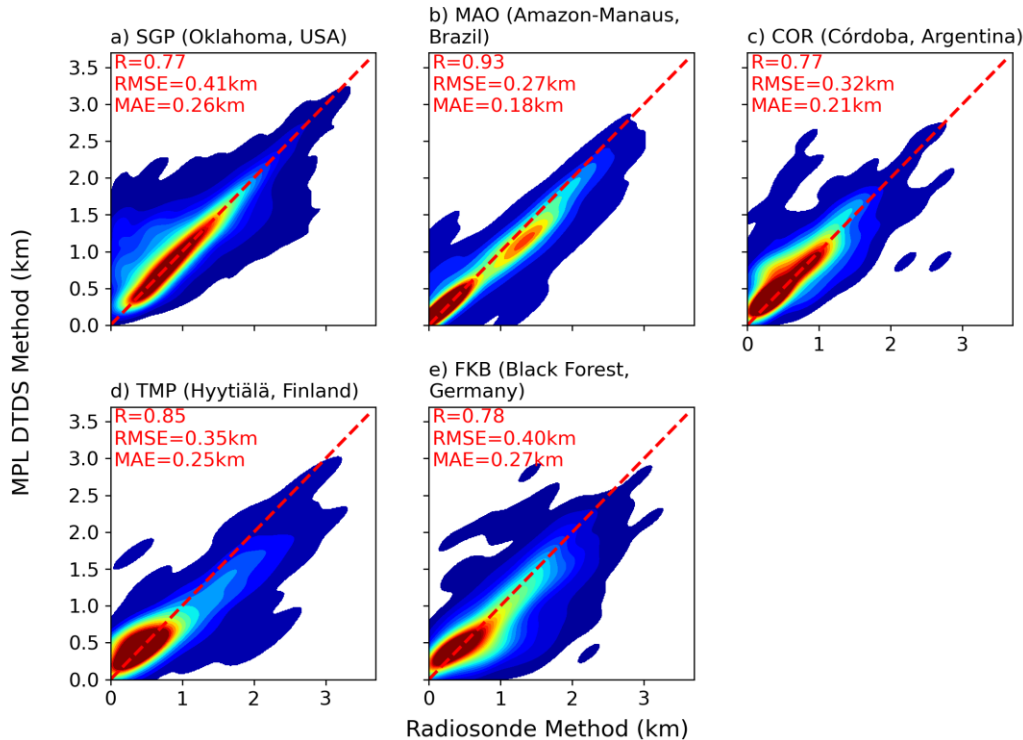 a) SGP (Oklahoma, USA)
R=0.77
RMSE=0.41km
MAE=0.26km
3.5
3.0
2.5
2.0
1.5
1.0
0.5
0.0
0
1
2
3
b) MAO (Amazon-Manaus,
Brazil)
R=0.93
RMSE=0.27km
MAE=0.18km
c) COR (Córdoba, Argentina)
R=0.77
RMSE=0.32km
MAE=0.21km
0
1
2
3
MPL DTDS Method (km)
d) TMP (Hyytiälä, Finland)
R=0.85
RMSE=0.35km
MAE=0.25km
3.5
3.0
2.5
2.0
1.5
1.0
0.5
0.0
0
1
2
3
e) FKB (Black Forest,
Germany)
R=0.78
RMSE=0.40km
MAE=0.27km
0
1
2
3
Radiosonde Method (km)